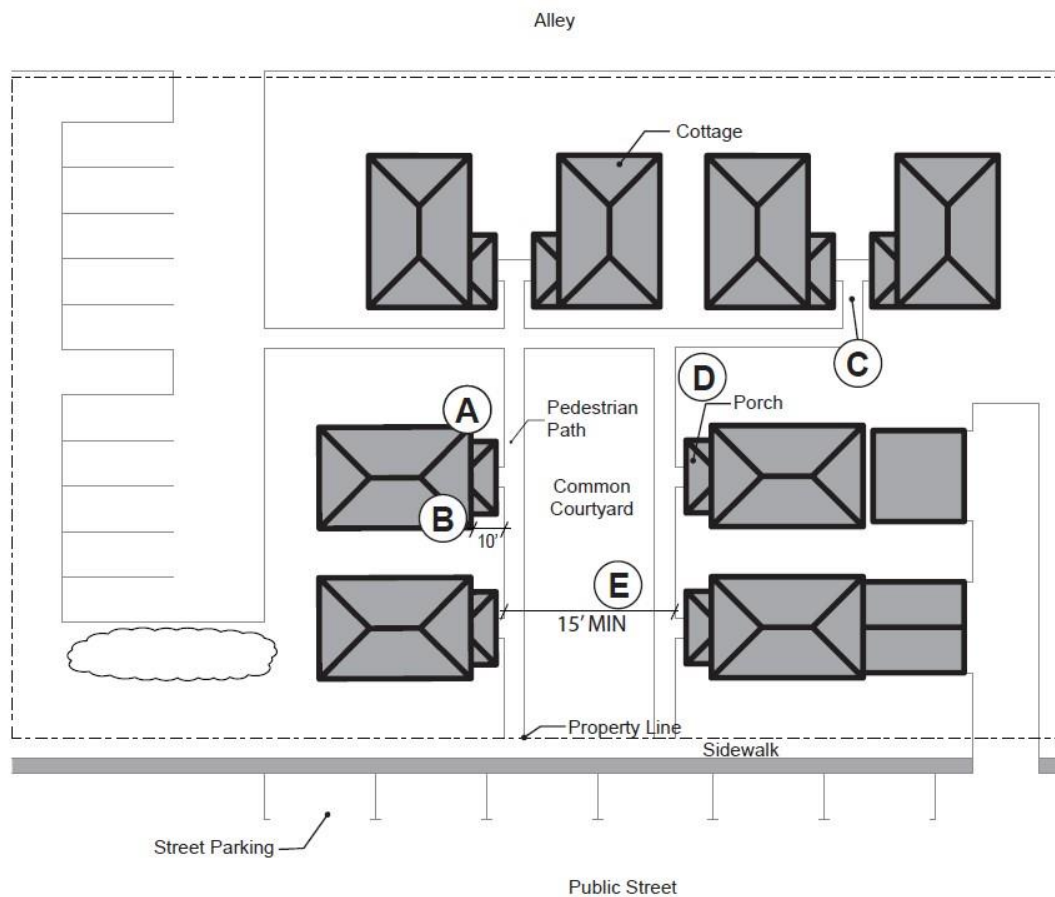 Alley
Cottage
C
A
D
Pedestrian
Path
Porch
Common
Courtyard
B
10'
E
15' MIN
Property Line
Sidewalk
Street Parking
Public Street